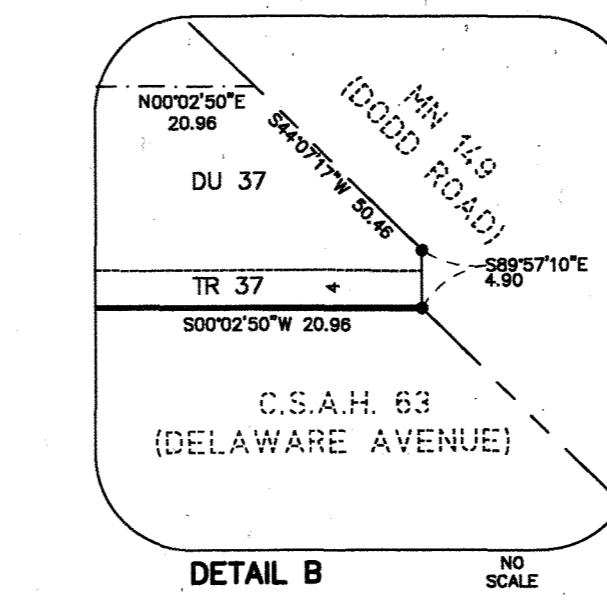 N00°02'50"E
20.96
MN 149
(DODD ROAD)
S44°07'17"W 50.46
DU 37
S89°57'10"E
4.90
TR 37
4
S00°02'50"W 20.96
C.S.A.H. 63
(DELAWARE AVENUE)
DETAIL B
NO
SCALE